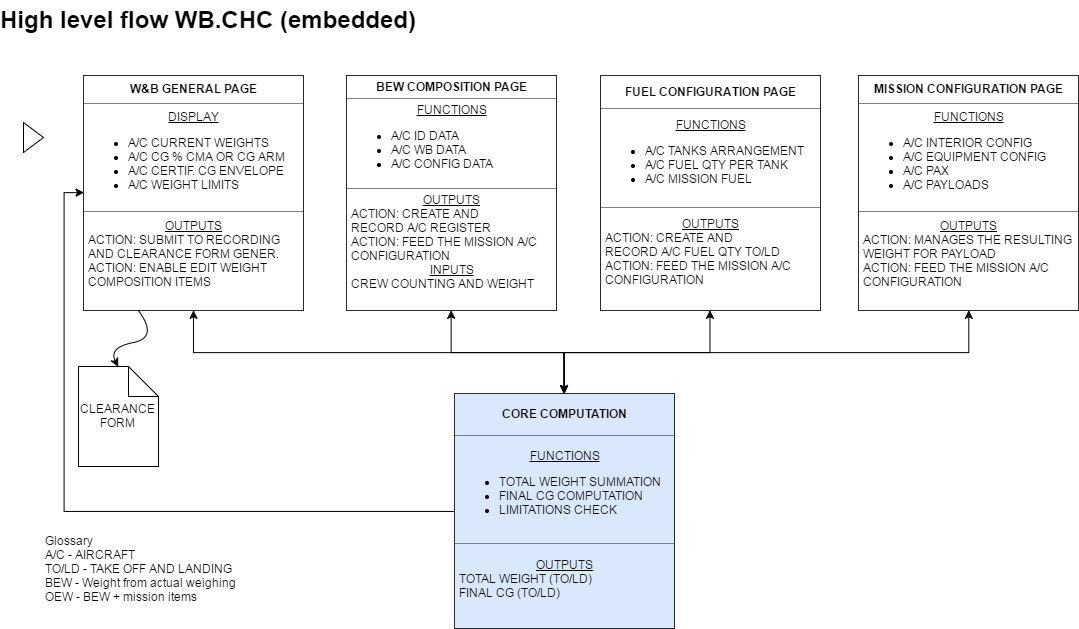 High level flow WB.CHC (embedded)
W&B GENERAL PAGE
DISPLAY
A/C CURRENT WEIGHTS
A/C CG % CMA OR CG ARM
A/C CERTIF. CG ENVELOPE
A/C WEIGHT LIMITS
OUTPUTS
ACTION: SUBMIT TO RECORDING
AND CLEARANCE FORM GENER.
ACTION: ENABLE EDIT WEIGHT
COMPOSITION ITEMS
BEW COMPOSITION PAGE
FUNCTIONS
A/C ID DATA
A/C WB DATA
A/C CONFIG DATA
OUTPUTS
ACTION: CREATE AND
RECORD A/C REGISTER
ACTION: FEED THE MISSION A/C
CONFIGURATION
INPUTS
CREW COUNTING AND WEIGHT
FUEL CONFIGURATION PAGE
FUNCTIONS
A/C TANKS ARRANGEMENT
A/C FUEL QTY PER TANK
A/C MISSION FUEL
OUTPUTS
ACTION: CREATE AND
RECORD A/C FUEL QTY TO/LD
ACTION: FEED THE MISSION A/C
CONFIGURATION
MISSION CONFIGURATION PAGE
FUNCTIONS
A/C INTERIOR CONFIG
A/C EQUIPMENT CONFIG
A/C PAX
A/C PAYLOADS
OUTPUTS
ACTION: MANAGES THE RESULTING
WEIGHT FOR PAYLOAD
ACTION: FEED THE MISSION A/C
CONFIGURATION
CLEARANCE
FORM
CORE COMPUTATION
FUNCTIONS
TOTAL WEIGHT SUMMATION
FINAL CG COMPUTATION
LIMITATIONS CHECK
OUTPUTS
TOTAL WEIGHT (TO/LD)
FINAL CG (TO/LD)
Glossary
A/C - AIRCRAFT
TO/LD - TAKE OFF AND LANDING
BEW - Weight from actual weighing
OEW - BEW + mission items